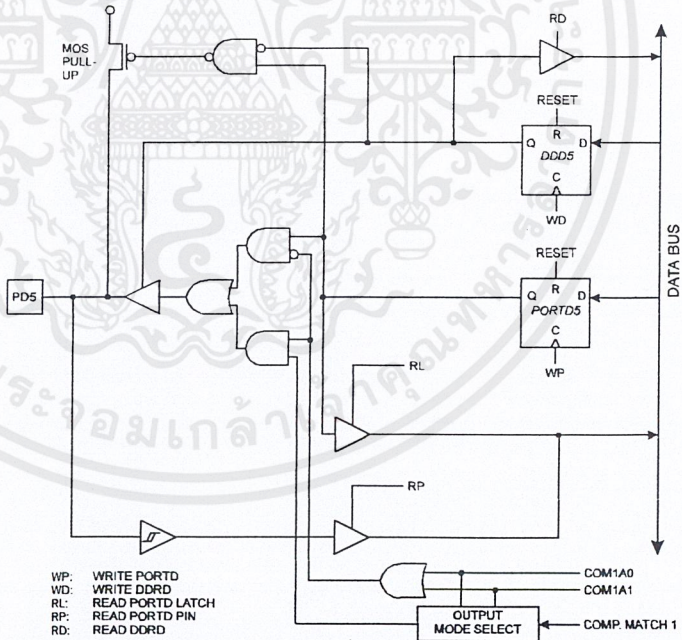 RD
MOS
PULL-
UP
RESET
R
Q
D
DDD5
C
WD
DATA BUS
RESET
R
Q
D
PORTD5
C
WP
PD5
RL
RP
WP: WRITE PORTD
WD: WRITE DDRD
RL: READ PORTD LATCH
RP: READ PORTD PIN
RD: READ DDRD
COM1A0
COM1A1
OUTPUT
MODE SELECT
COMP. MATCH 1